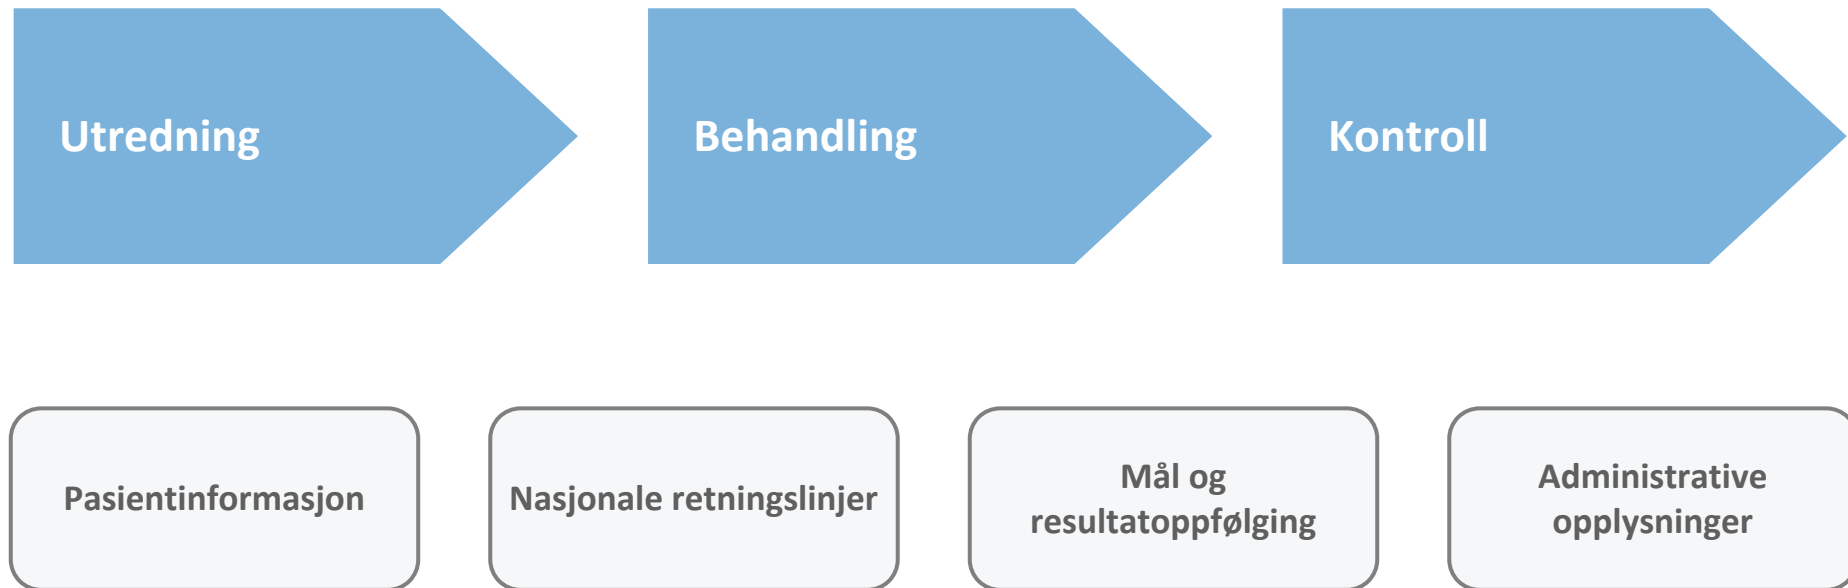 Utredning
Behandling
Kontroll
Pasientinformasjon
Nasjonale retningslinjer
Mål og
resultatoppfølging
Administrative
opplysninger